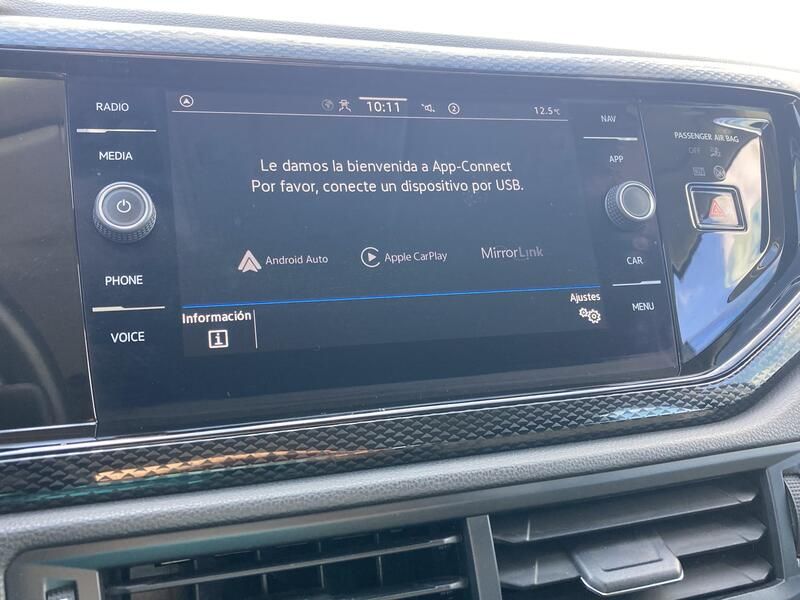 RADIO
MEDIA
PHONE
VOICE
10:11
2
12.5°C
Le damos la bienvenida a App-Connect
Por favor, conecte un dispositivo por USB.
Android Auto
Apple CarPlay
MirrorLink
Información
i
Ajustes
NAV
APP
CAR
MENU
PASSENGER AIR BAG
OFF